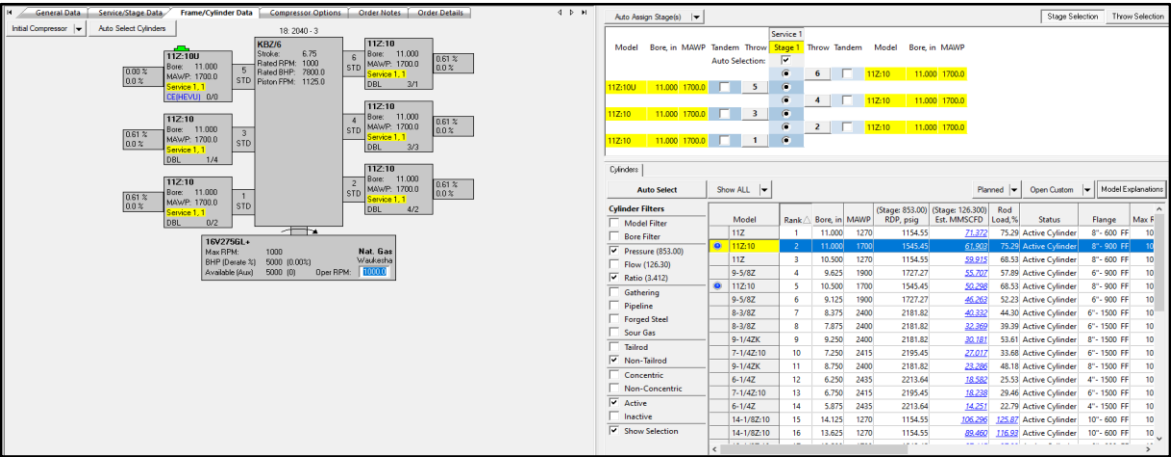 General Data Service/Stage Data Frame/Cylinder Data Compressor Options Order Notes Order Details
Initial Compressor Auto Select Cylinders
18: 2040 - 3
KBZ/6
Stroke: 6.75
Rated RPM: 1000
Rated BHP: 7800.0
Piston FPM: 1125.0
11Z:10U
Bore: 11.000
MAWP: 1700.0
Service 1, 1
CE(HEVU) 0/0
0.00 %
0.0 %
5
STD
11Z:10
Bore: 11.000
MAWP: 1700.0
Service 1, 1
DBL 3/1
6
STD
0.61 %
0.0 %
11Z:10
Bore: 11.000
MAWP: 1700.0
Service 1, 1
DBL 1/4
0.61 %
0.0 %
3
STD
11Z:10
Bore: 11.000
MAWP: 1700.0
Service 1, 1
DBL 3/3
4
STD
0.61 %
0.0 %
11Z:10
Bore: 11.000
MAWP: 1700.0
Service 1, 1
DBL 0/2
0.61 %
0.0 %
1
STD
11Z:10
Bore: 11.000
MAWP: 1700.0
Service 1, 1
DBL 4/2
2
STD
0.61 %
0.0 %
16V275GL+
Max RPM: 1000 Nat. Gas
BHP (Derate %) 5000 (0.00%) Waukesha
Available (Aux) 5000 (0) Oper RPM: 1000.0
Auto Assign Stage(s) Stage Selection Throw Selection
Service 1
Model Bore, in MAWP Tandem Throw Stage 1 Throw Tandem Model Bore, in MAWP
Auto Selection:
6 11Z:10 11.000 1700.0
11Z:10U 11.000 1700.0 5
4 11Z:10 11.000 1700.0
11Z:10 11.000 1700.0 3
2 11Z:10 11.000 1700.0
11Z:10 11.000 1700.0 1
Cylinders
Auto Select Show ALL Planned Open Custom Model Explanations
Cylinder Filters
Model Filter
Bore Filter
Pressure (853.00)
Flow (126.30)
Ratio (3.412)
Gathering
Pipeline
Forged Steel
Sour Gas
Tailrod
Non-Tailrod
Concentric
Non-Concentric
Active
Inactive
Show Selection
Model Rank Bore, in MAWP (Stage: 853.00) RDP, psig (Stage: 126.300) Est. MMSCFD Rod Load, % Status Flange Max F
11Z 1 11.000 1270 1154.55 71.372 75.29 Active Cylinder 8"- 600 FF 10
11Z:10 2 11.000 1700 1545.45 61.903 75.29 Active Cylinder 8"- 900 FF 10
11Z 3 10.500 1270 1154.55 59.915 68.53 Active Cylinder 8"- 600 FF 10
9-5/8Z 4 9.625 1900 1727.27 55.707 57.89 Active Cylinder 6"- 900 FF 10
11Z:10 5 10.500 1700 1545.45 50.298 68.53 Active Cylinder 8"- 900 FF 10
9-5/8Z 6 9.125 1900 1727.27 46.263 52.23 Active Cylinder 6"- 900 FF 10
8-3/8Z 7 8.375 2400 2181.82 40.332 44.30 Active Cylinder 6"- 1500 FF 10
8-3/8Z 8 7.875 2400 2181.82 32.369 39.39 Active Cylinder 6"- 1500 FF 10
9-1/4ZK 9 9.250 2400 2181.82 30.181 53.61 Active Cylinder 8"- 1500 FF 10
7-1/4Z:10 10 7.250 2415 2195.45 27.017 33.68 Active Cylinder 6"- 1500 FF 10
9-1/4ZK 11 8.750 2400 2181.82 23.286 48.18 Active Cylinder 8"- 1500 FF 10
6-1/4Z 12 6.250 2435 2213.64 18.582 25.53 Active Cylinder 4"- 1500 FF 10
7-1/4Z:10 13 6.750 2415 2195.45 18.238 29.46 Active Cylinder 6"- 1500 FF 10
6-1/4Z 14 5.875 2435 2213.64 14.251 22.79 Active Cylinder 4"- 1500 FF 10
14-1/8Z:10 15 14.125 1270 1154.55 106.296 125.87 Active Cylinder 10"- 600 FF 10
14-1/8Z:10 16 13.625 1270 1154.55 89.460 116.93 Active Cylinder 10"- 600 FF 10